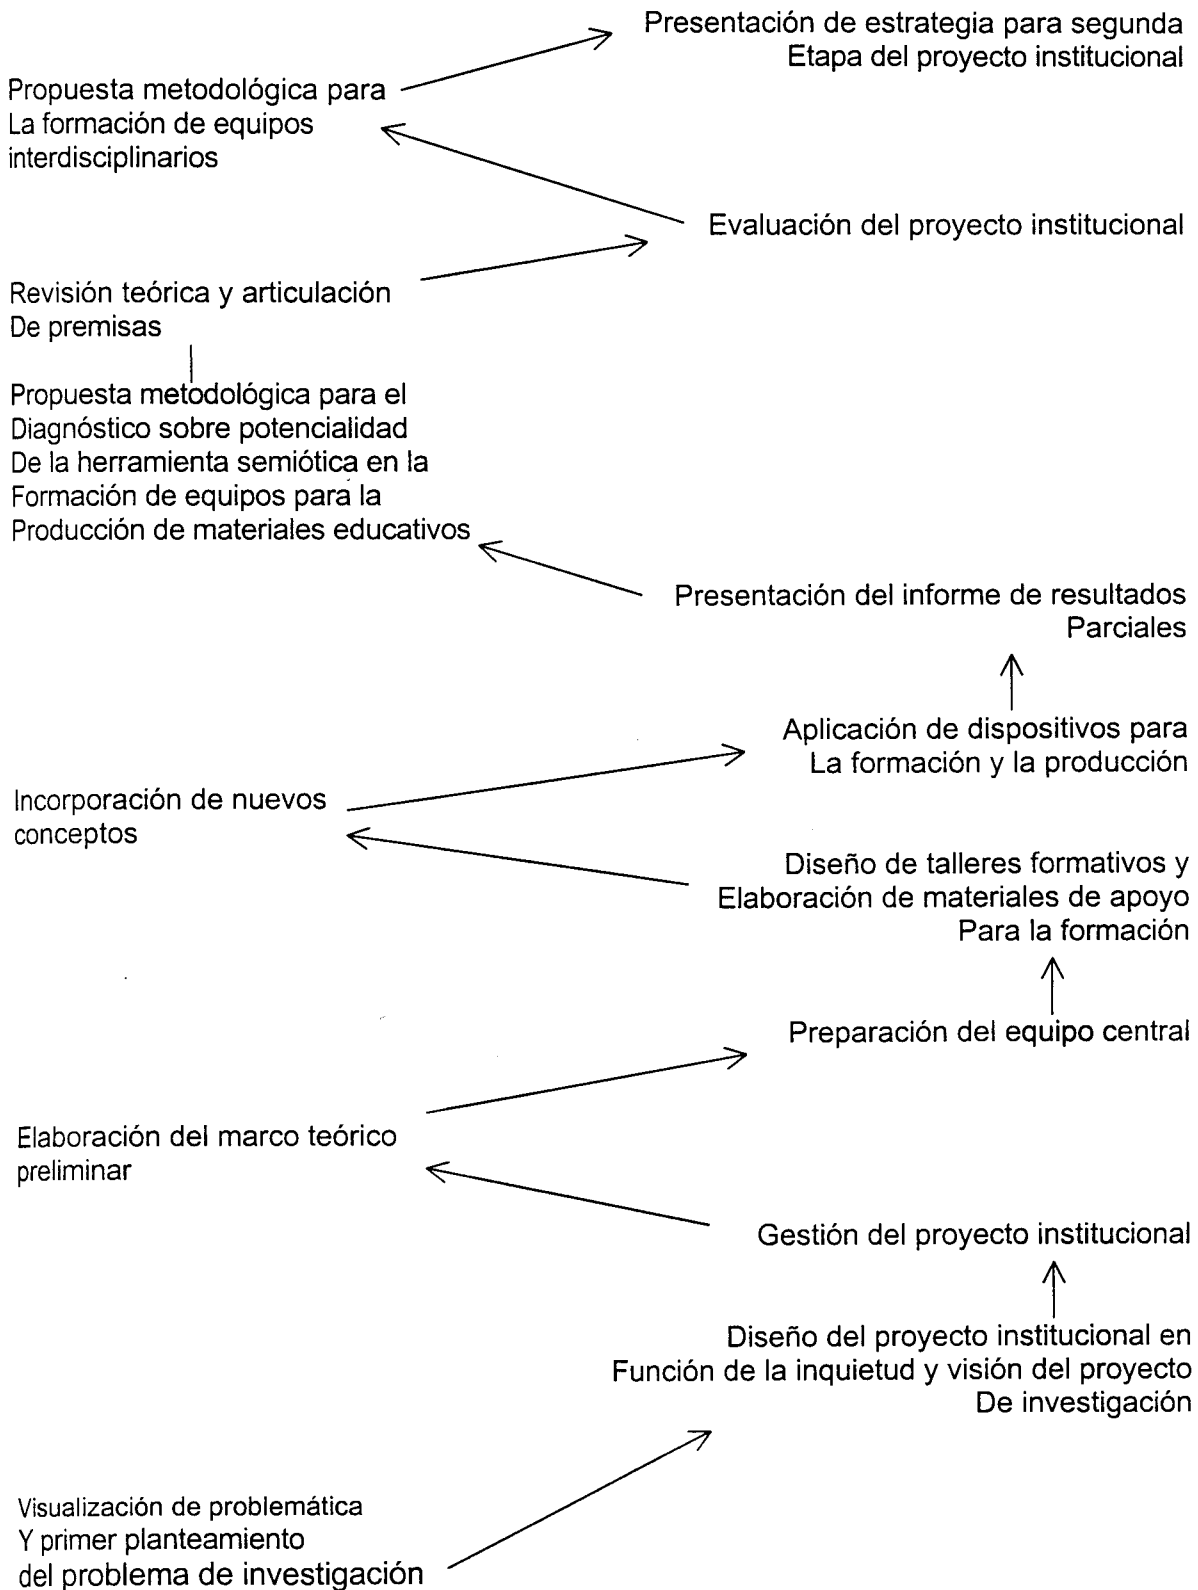 Presentación de estrategia para segunda
Etapa del proyecto institucional
Propuesta metodológica para
La formación de equipos
interdisciplinarios
Evaluación del proyecto institucional
Revisión teórica y articulación
De premisas
Propuesta metodológica para el
Diagnóstico sobre potencialidad
De la herramienta semiótica en la
Formación de equipos para la
Producción de materiales educativos
Presentación del informe de resultados
Parciales
Aplicación de dispositivos para
La formación y la producción
Incorporación de nuevos
conceptos
Diseño de talleres formativos y
Elaboración de materiales de apoyo
Para la formación
Preparación del equipo central
Elaboración del marco teórico
preliminar
Gestión del proyecto institucional
Diseño del proyecto institucional en
Función de la inquietud y visión del proyecto
De investigación
Visualización de problemática
Y primer planteamiento
del problema de investigación